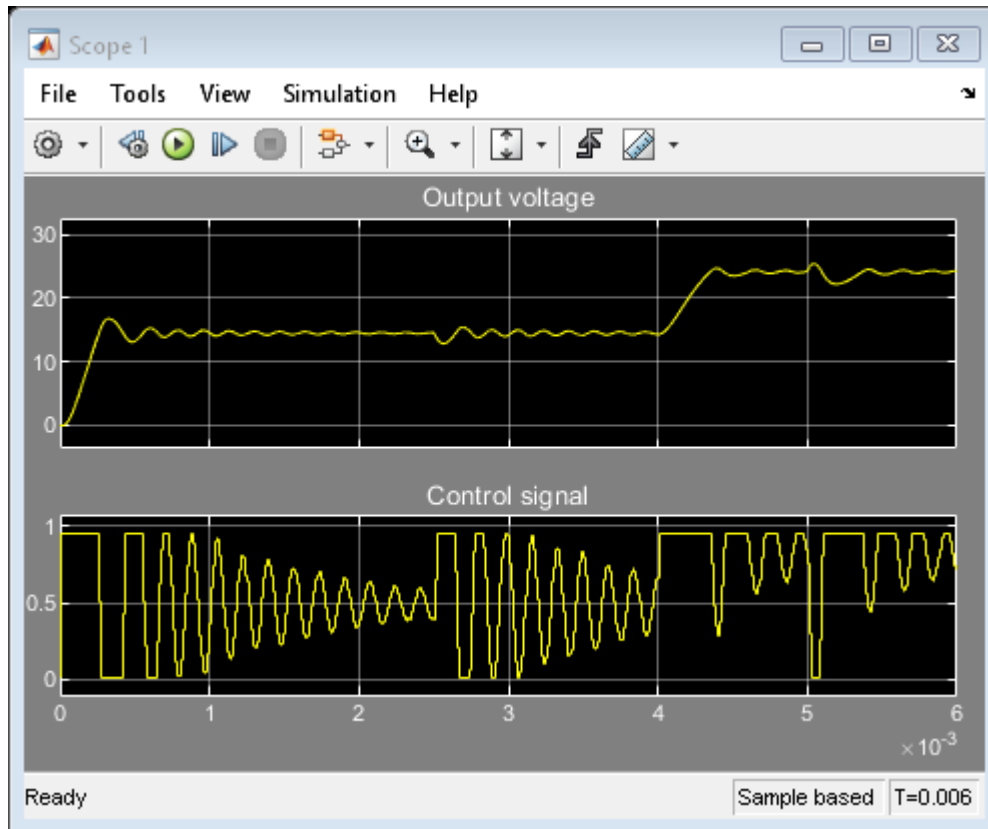 Scope 1
File Tools View Simulation Help
Output voltage
30
20
10
0
Control signal
1
0.5
0
0 1 2 3 4 5 6
×10⁻³
Ready Sample based T=0.006